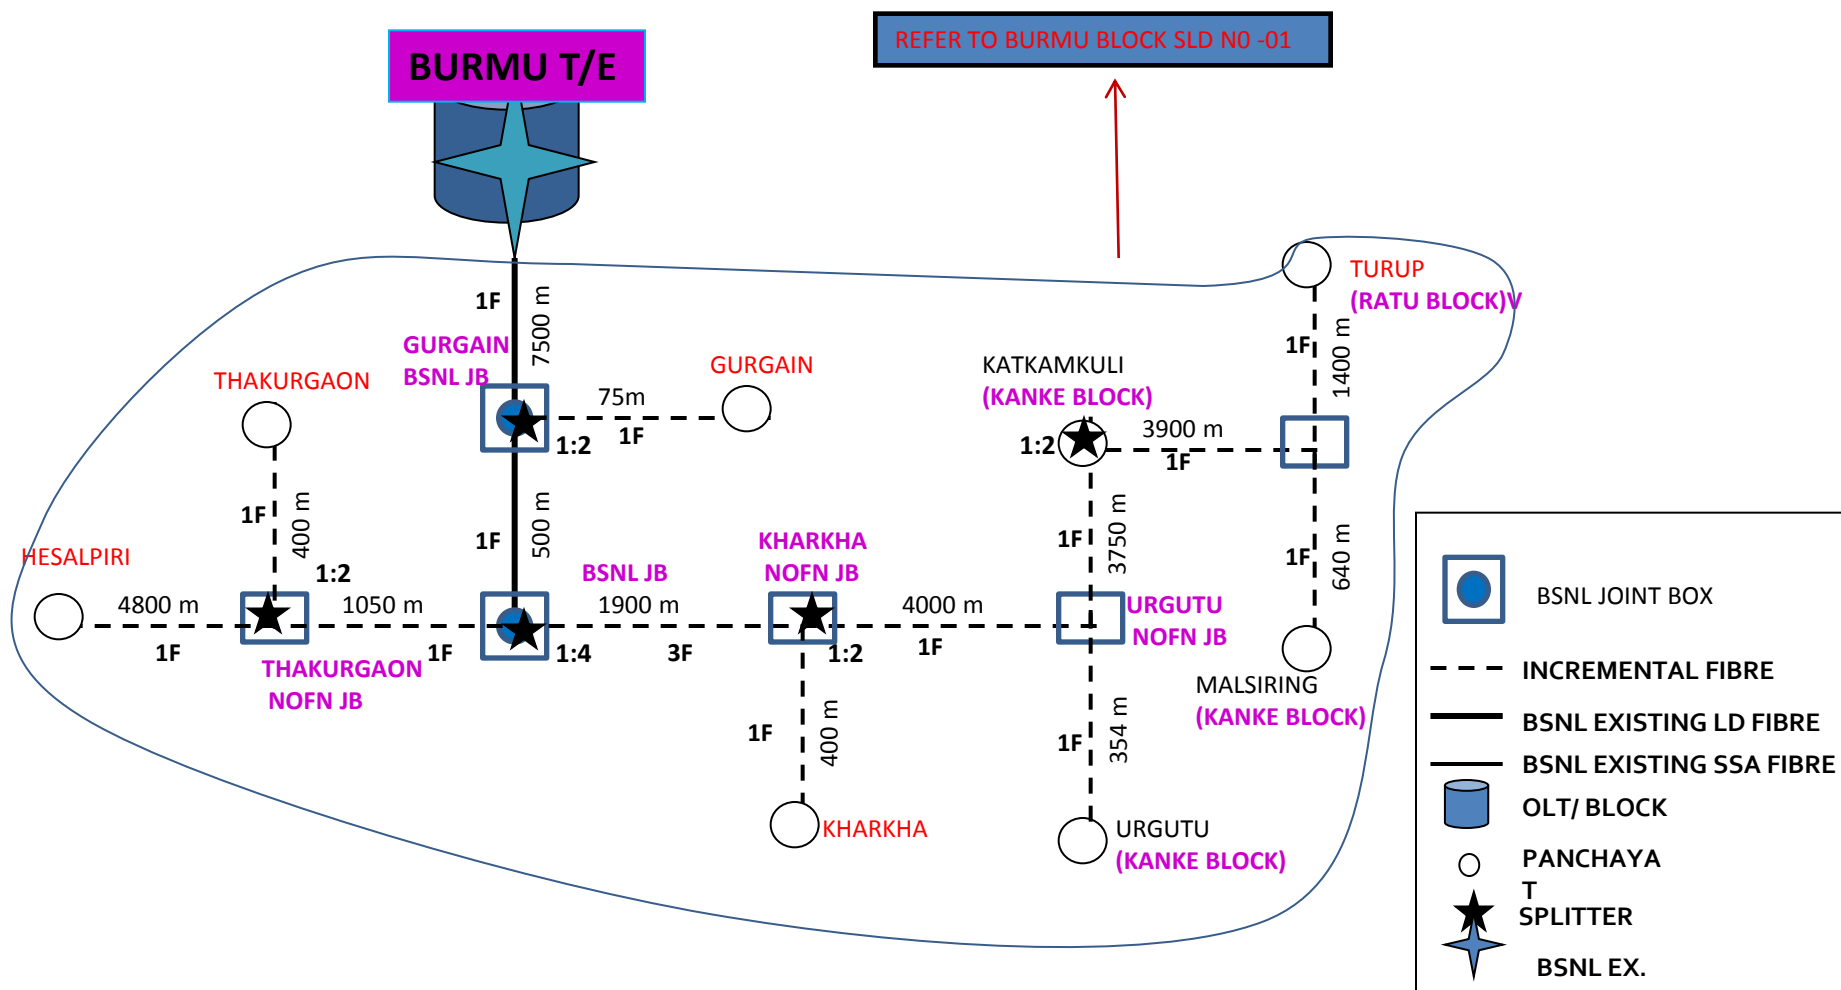 BURMU T/E
REFER TO BURMU BLOCK SLD N0 -01
1F
7500 m
GURGAIN
BSNL JB
THAKURGAON
75m
1F
1:2
GURGAIN
KATKAMKULI
(KANKE BLOCK)
1:2
3900 m
1F
TURUP
(RATU BLOCK)V
1F
1400 m
1F
400 m
1F
500 m
1F
3750 m
1F
640 m
HESALPIRI
4800 m
1F
1:2
1050 m
1F
THAKURGAON
NOFN JB
BSNL JB
1900 m
1:4
3F
KHARKHA
NOFN JB
1:2
4000 m
1F
URGUTU
NOFN JB
MALSIRING
(KANKE BLOCK)
1F
400 m
1F
354 m
KHARKHA
URGUTU
(KANKE BLOCK)
BSNL JOINT BOX
INCREMENTAL FIBRE
BSNL EXISTING LD FIBRE
BSNL EXISTING SSA FIBRE
OLT/ BLOCK
PANCHAYA
T
SPLITTER
BSNL EX.